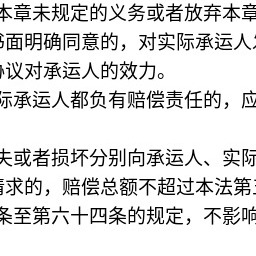 本章未规定的义务或者放弃本章
书面明确同意的，对实际承运人发
协议对承运人的效力。
际承运人都负有赔偿责任的，应
失或者损坏分别向承运人、实际
请求的，赔偿总额不超过本法第五
条至第六十四条的规定，不影响